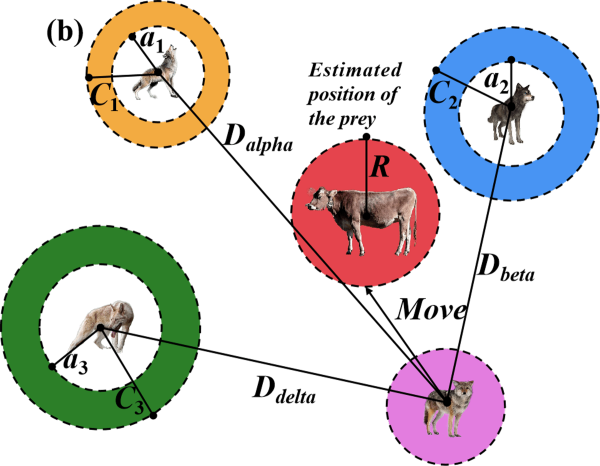 (b)
a1
C1
Estimated
position of
the prey
a2
C2
Dalpha
R
Dbeta
Move
a3
C3
Ddelta